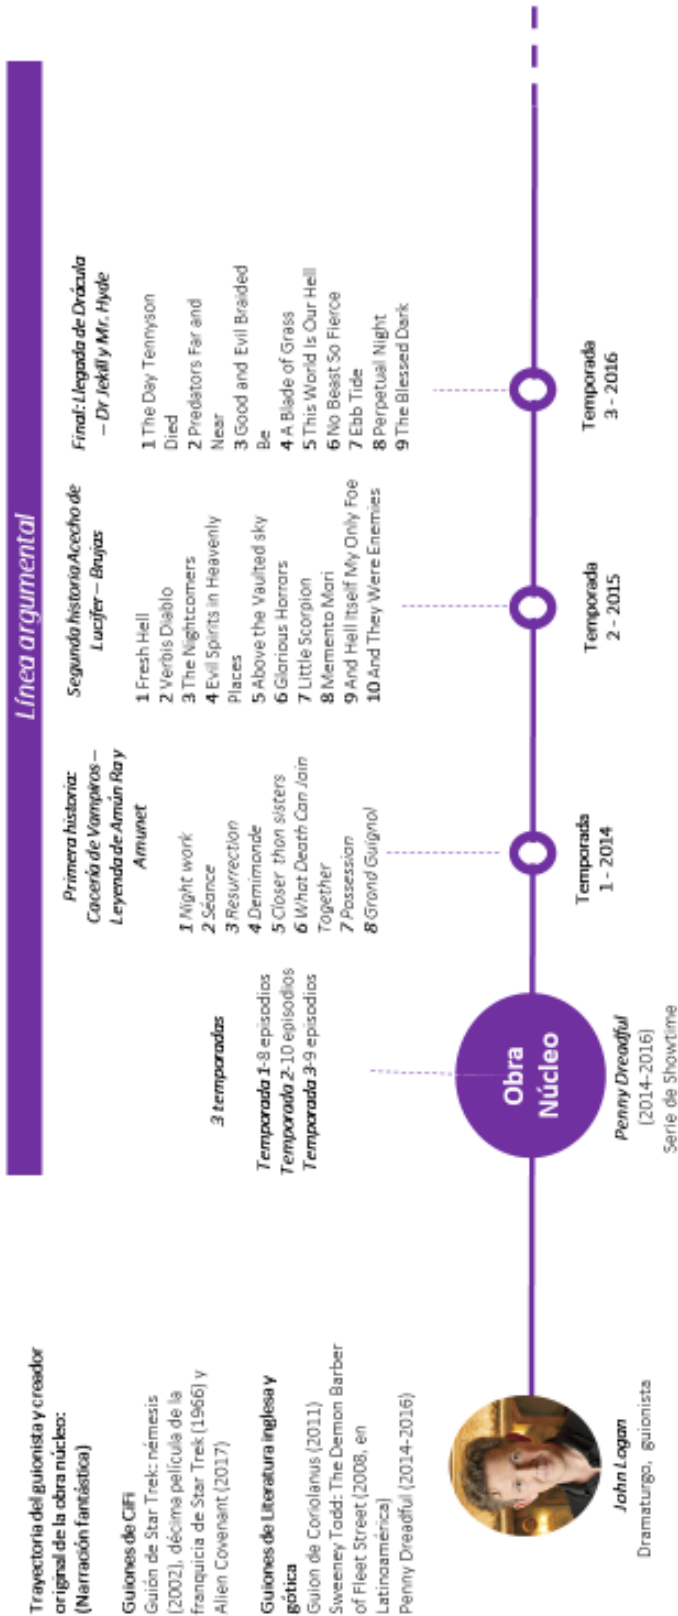 Línea argumental
Trayectoria del guionista y creador
original de la obra núcleo:
(Narración fantástica)
Guiones de CiFi
Guión de Star Trek: némesis
(2002), décima película de la
franquicia de Star Trek (1966) y
Alien Covenant (2017)
Guiones de Literatura inglesa y
gótica
Guion de Coriolanus (2011)
Sweeney Todd: The Demon Barber
of Fleet Street (2008, en
Latinoamérica)
Penny Dreadful (2014-2016)
John Logan
Dramaturgo, guionista
3 temporadas
Temporada 1-8 episodios
Temporada 2-10 episodios
Temporada 3-9 episodios
Obra
Núcleo
Penny Dreadful
(2014-2016)
Serie de Showtime
Primera historia:
Cacería de Vampiros –
Leyenda de Amún Ra y
Amunet
1 Night work
2 Séance
3 Resurrection
4 Demimonde
5 Closer than sisters
6 What Death Can Join
Together
7 Possession
8 Grand Guignol
Temporada
1 - 2014
Segunda historia Acecho de
Lucifer – Brujas
1 Fresh Hell
2 Verbis Diablo
3 The Nightcomers
4 Evil Spirits in Heavenly
Places
5 Above the Vaulted sky
6 Glorious Horrors
7 Little Scorpion
8 Memento Mori
9 And Hell Itself My Only Foe
10 And They Were Enemies
Temporada
2 - 2015
Final: Llegada de Drácula
– Dr Jekill y Mr. Hyde
1 The Day Tennyson
Died
2 Predators Far and
Near
3 Good and Evil Braided
Be
4 A Blade of Grass
5 This World Is Our Hell
6 No Beast So Fierce
7 Ebb Tide
8 Perpetual Night
9 The Blessed Dark
Temporada
3 - 2016